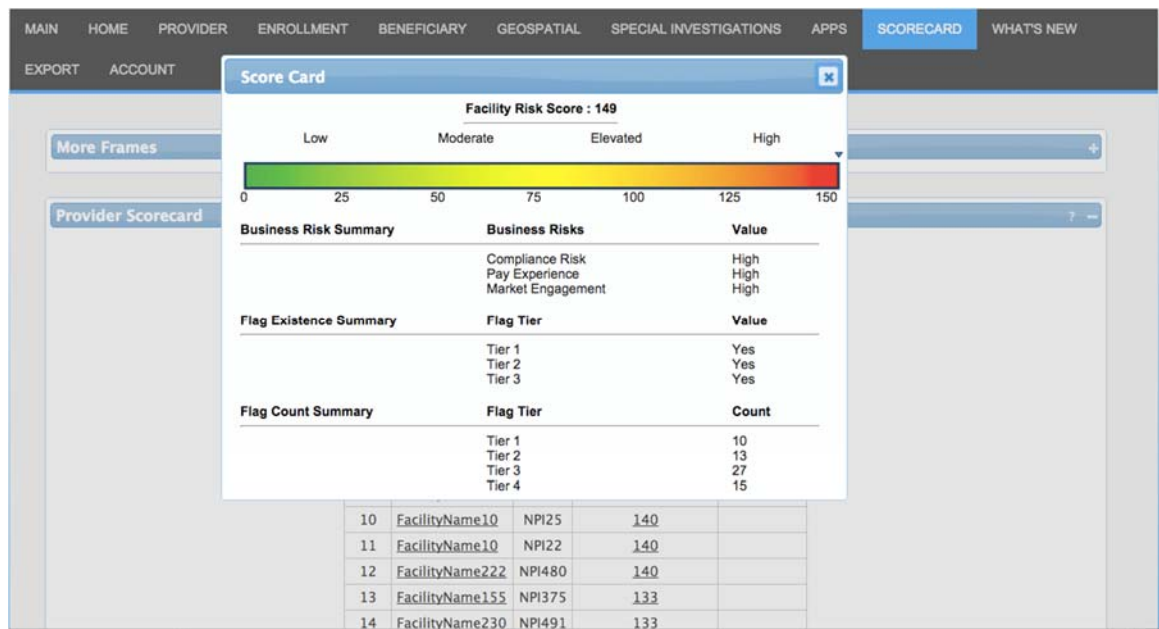 MAIN HOME PROVIDER ENROLLMENT BENEFICIARY GEOSPATIAL SPECIAL INVESTIGATIONS APPS SCORECARD WHAT'S NEW
EXPORT ACCOUNT
Score Card
Facility Risk Score : 149
Low Moderate Elevated High
0 25 50 75 100 125 150
Business Risk Summary Business Risks Value
Compliance Risk High
Pay Experience High
Market Engagement High
Flag Existence Summary Flag Tier Value
Tier 1 Yes
Tier 2 Yes
Tier 3 Yes
Flag Count Summary Flag Tier Count
Tier 1 10
Tier 2 13
Tier 3 27
Tier 4 15
More Frames +
Provider Scorecard ? −
10 FacilityName10 NPI25 140
11 FacilityName10 NPI22 140
12 FacilityName222 NPI480 140
13 FacilityName155 NPI375 133
14 FacilityName230 NPI491 133